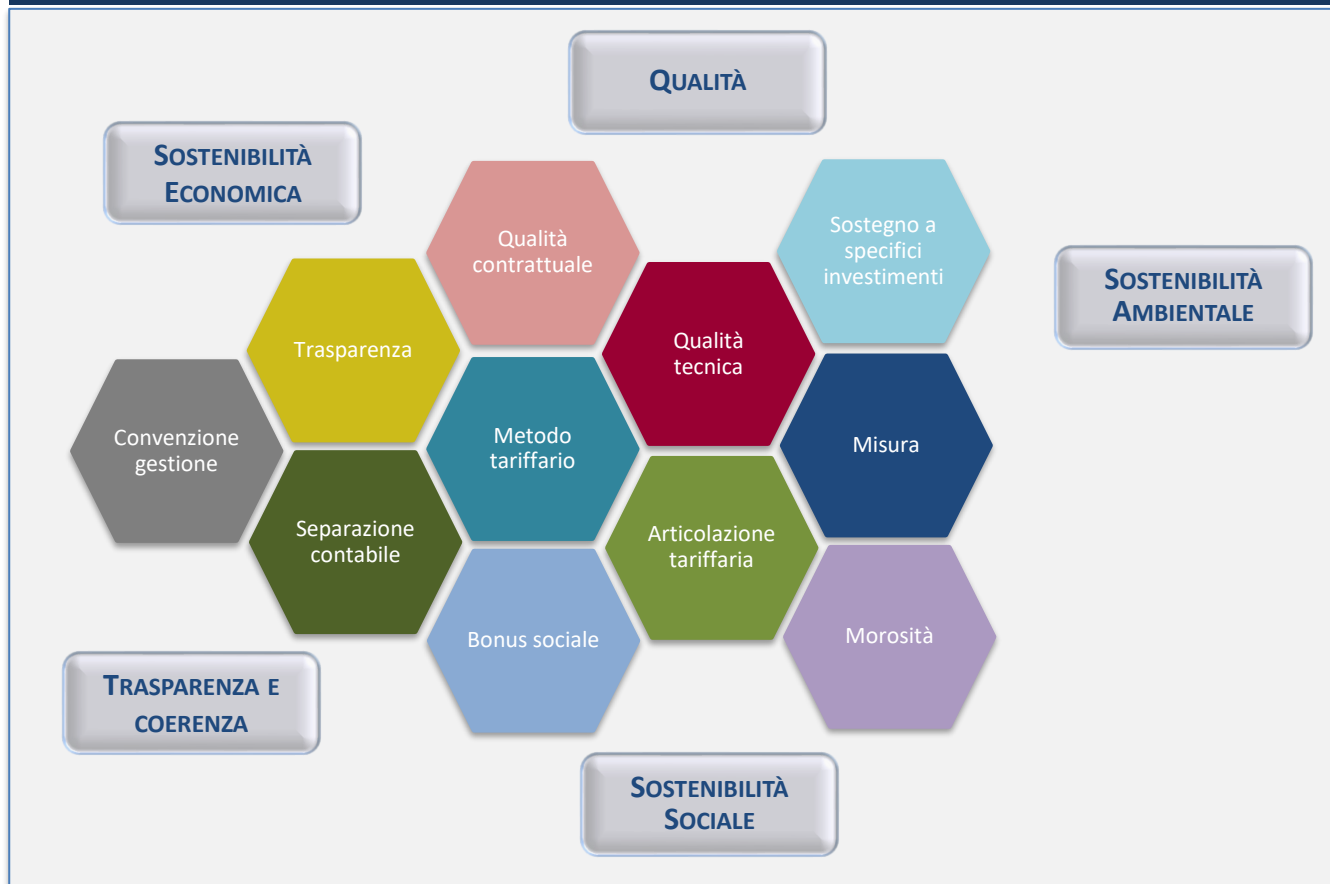 QUALITÀ
SOSTENIBILITÀ
ECONOMICA
Qualità
contrattuale
Sostegno a
specifici
investimenti
SOSTENIBILITÀ
AMBIENTALE
Trasparenza
Qualità
tecnica
Convenzione
gestione
Metodo
tariffario
Misura
Separazione
contabile
Articolazione
tariffaria
Bonus sociale
Morosità
TRASPARENZA E
COERENZA
SOSTENIBILITÀ
SOCIALE